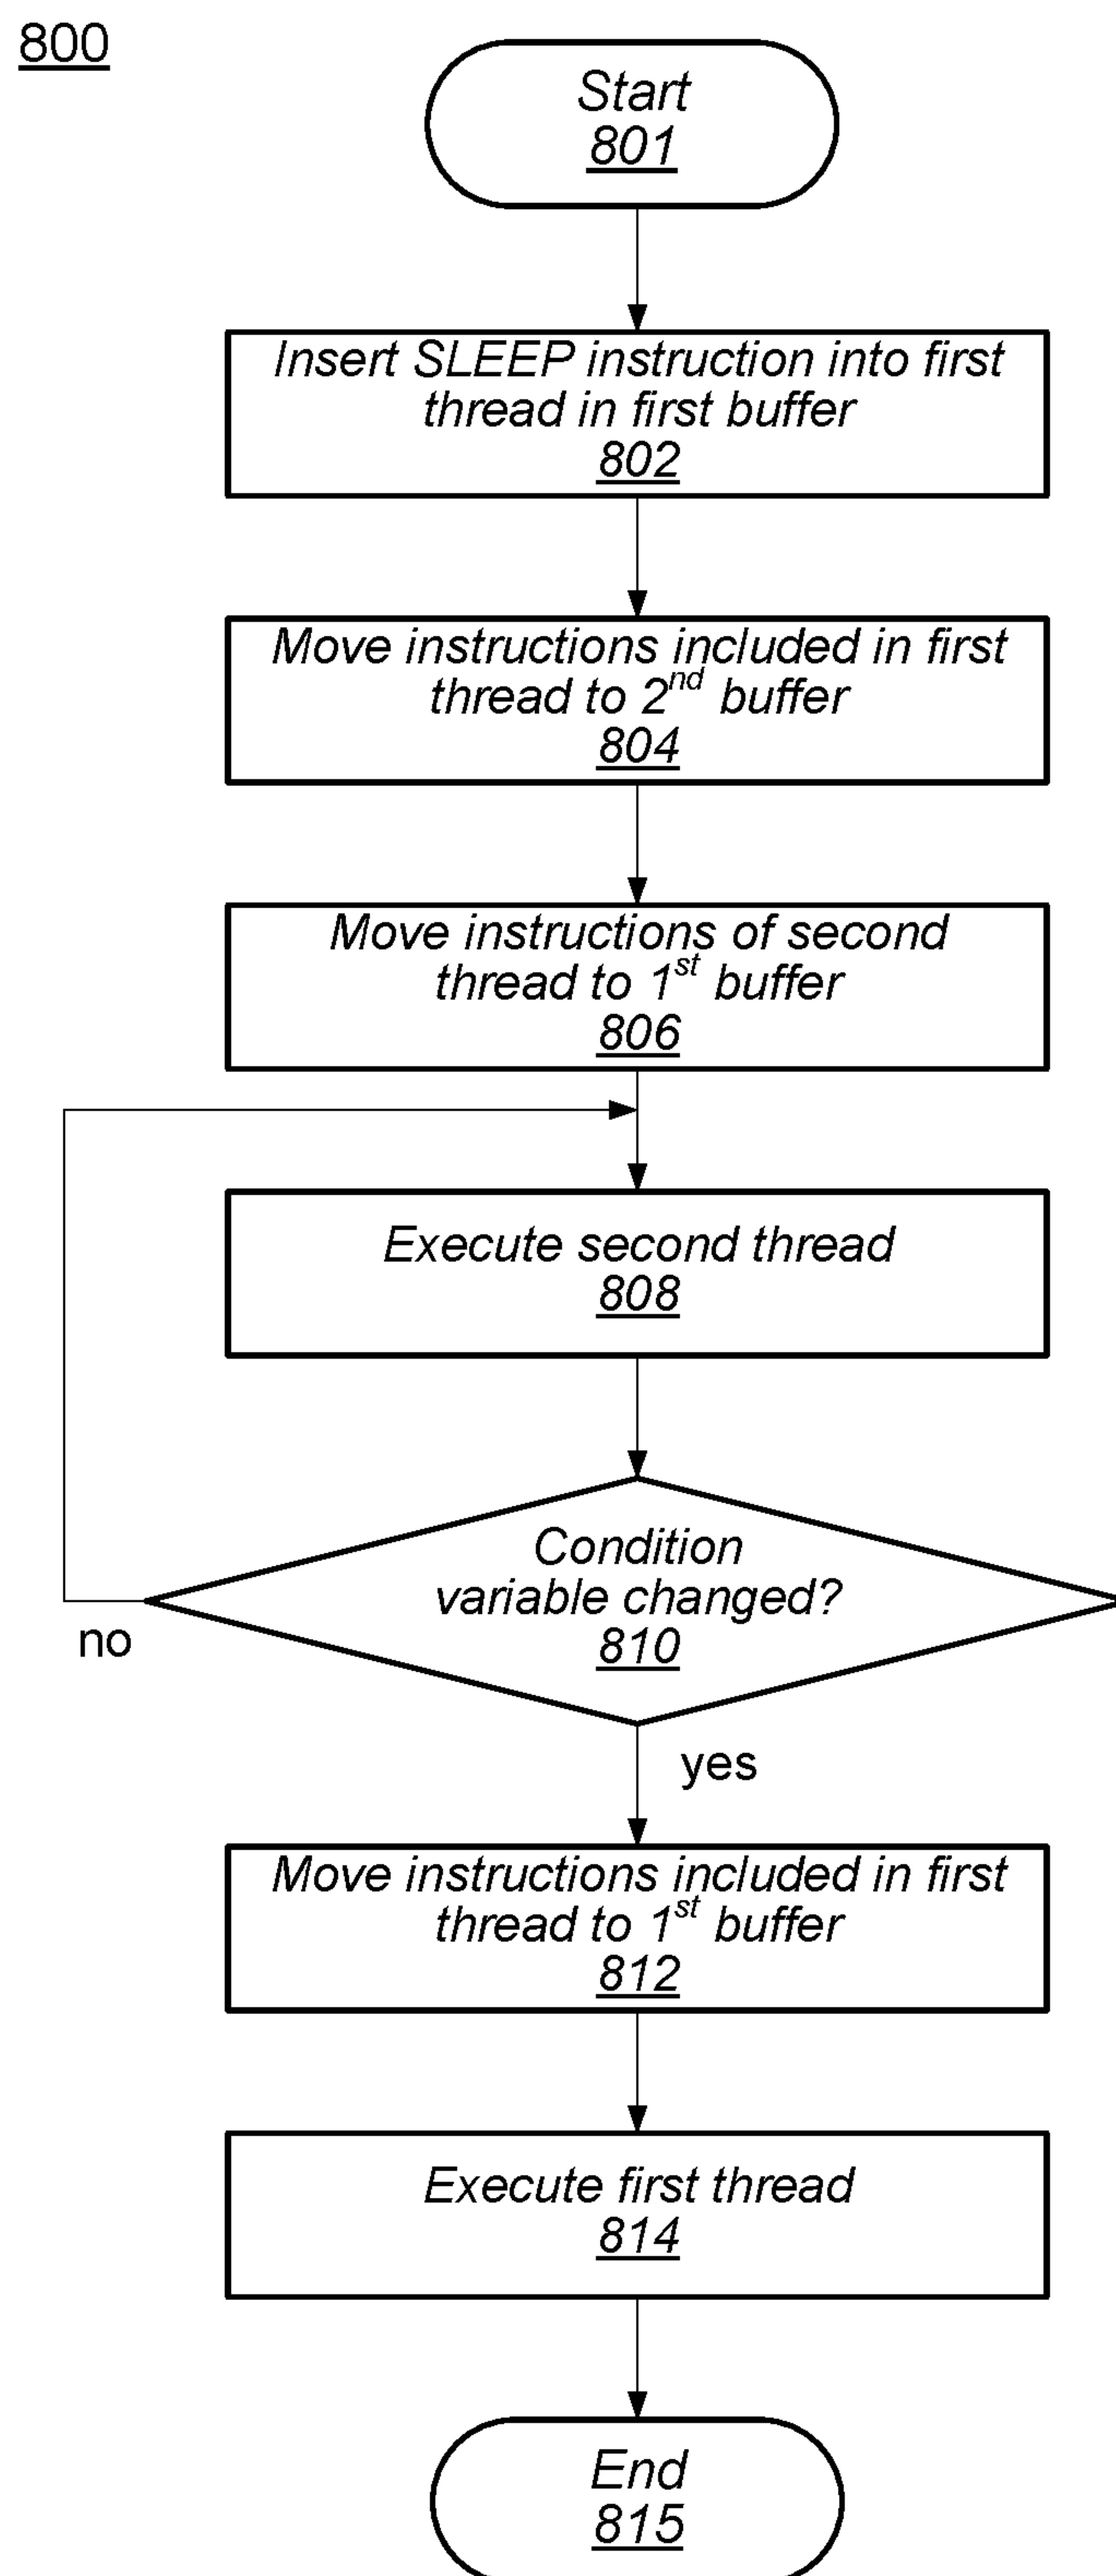 800
Start
801
Insert SLEEP instruction into first
thread in first buffer
802
Move instructions included in first
thread to 2nd buffer
804
Move instructions of second
thread to 1st buffer
806
Execute second thread
808
Condition
variable changed?
810
no
yes
Move instructions included in first
thread to 1st buffer
812
Execute first thread
814
End
815